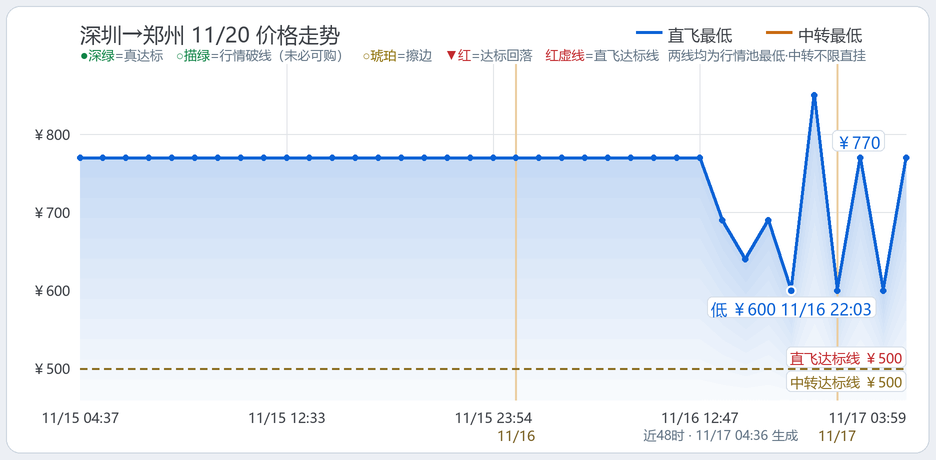 深圳→郑州 11/20 价格走势
直飞最低 中转最低
●深绿=真达标 ○描绿=行情破线（未必可购） ○琥珀=擦边 ▼红=达标回落 红虚线=直飞达标线 两线均为行情池最低·中转不限直挂
￥800
￥770
￥700
￥600
低 ￥600 11/16 22:03
直飞达标线 ￥500
￥500
中转达标线 ￥500
11/15 04:37 11/15 12:33 11/15 23:54 11/16 12:47 11/17 03:59
11/16 近48时 · 11/17 04:36 生成 11/17